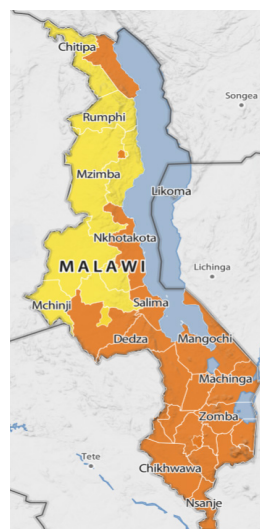 Chitipa
Songea
Rumphi
Mzimba
Likoma
Nkhotakota
MALAWI
Lichinga
Mchinji
Salima
Dedza
Mangochi
Machinga
Zomba
Tete
Chikhwawa
Nsanje